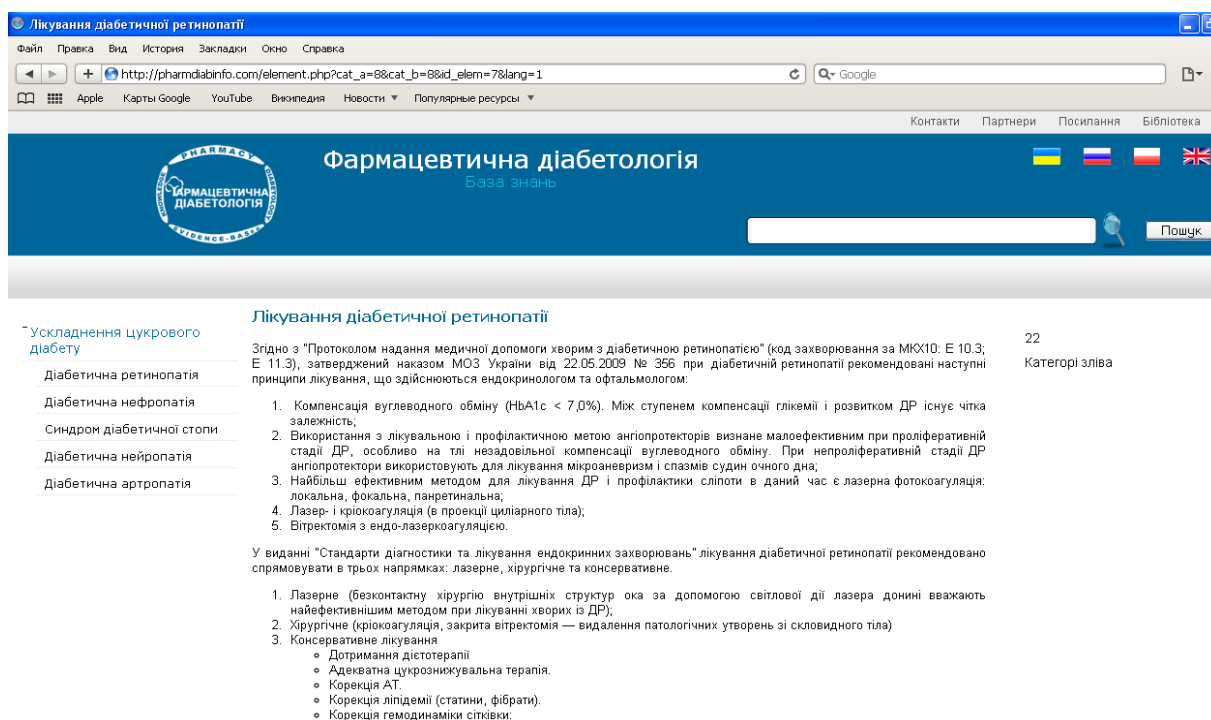 Лікування діабетичної ретинопатії
Файл Правка Вид История Закладки Окно Справка
http://pharmdiabinfo.com/element.php?cat_a=8&cat_b=8&id_elem=7&lang=1
Google
Apple Карты Google YouTube Википедия Новости Популярные ресурсы
Контакти Партнери Посилання Бібліотека
PHARMACY
ФАРМАЦЕВТИЧНА
ДІАБЕТОЛОГІЯ
EVIDENCE-BASED
Фармацевтична діабетологія
База знань
Пошук
Ускладнення цукрового
діабету
Діабетична ретинопатія
Діабетична нефропатія
Синдром діабетичної стопи
Діабетична нейропатія
Діабетична артропатія
Лікування діабетичної ретинопатії
Згідно з "Протоколом надання медичної допомоги хворим з діабетичною ретинопатією" (код захворювання за МКХ10: Е 10.3;
Е 11.3), затверджений наказом МОЗ України від 22.05.2009 № 356 при діабетичній ретинопатії рекомендовані наступні
принципи лікування, що здійснюються ендокринологом та офтальмологом:
1. Компенсація вуглеводного обміну (HbA1c < 7,0%). Між ступенем компенсації глікемії і розвитком ДР існує чітка
залежність;
2. Використання з лікувальною і профілактичною метою ангіопротекторів визнане малоефективним при проліферативній
стадії ДР, особливо на тлі незадовільної компенсації вуглеводного обміну. При непроліферативній стадії ДР
ангіопротектори використовують для лікування мікроаневризм і спазмів судин очного дна;
3. Найбільш ефективним методом для лікування ДР і профілактики сліпоти в даний час є лазерна фотокоагуляція:
локальна, фокальна, панретинальна;
4. Лазер- і кріокоагуляція (в проекції циліарного тіла);
5. Вітректомія з ендо-лазеркоагуляцією.
У виданні "Стандарти діагностики та лікування ендокринних захворювань" лікування діабетичної ретинопатії рекомендовано
спрямовувати в трьох напрямках: лазерне, хірургічне та консервативне.
1. Лазерне (безконтактну хірургію внутрішніх структур ока за допомогою світлової дії лазера донині вважають
найефективнішим методом при лікуванні хворих із ДР);
2. Хірургічне (кріокоагуляція, закрита вітректомія — видалення патологічних утворень зі скловидного тіла)
3. Консервативне лікування
Дотримання дієтотерапії
Адекватна цукрознижувальна терапія.
Корекція АТ.
Корекція ліпідемії (статини, фібрати).
Корекція гемодинаміки сітківки:
22
Категорі зліва